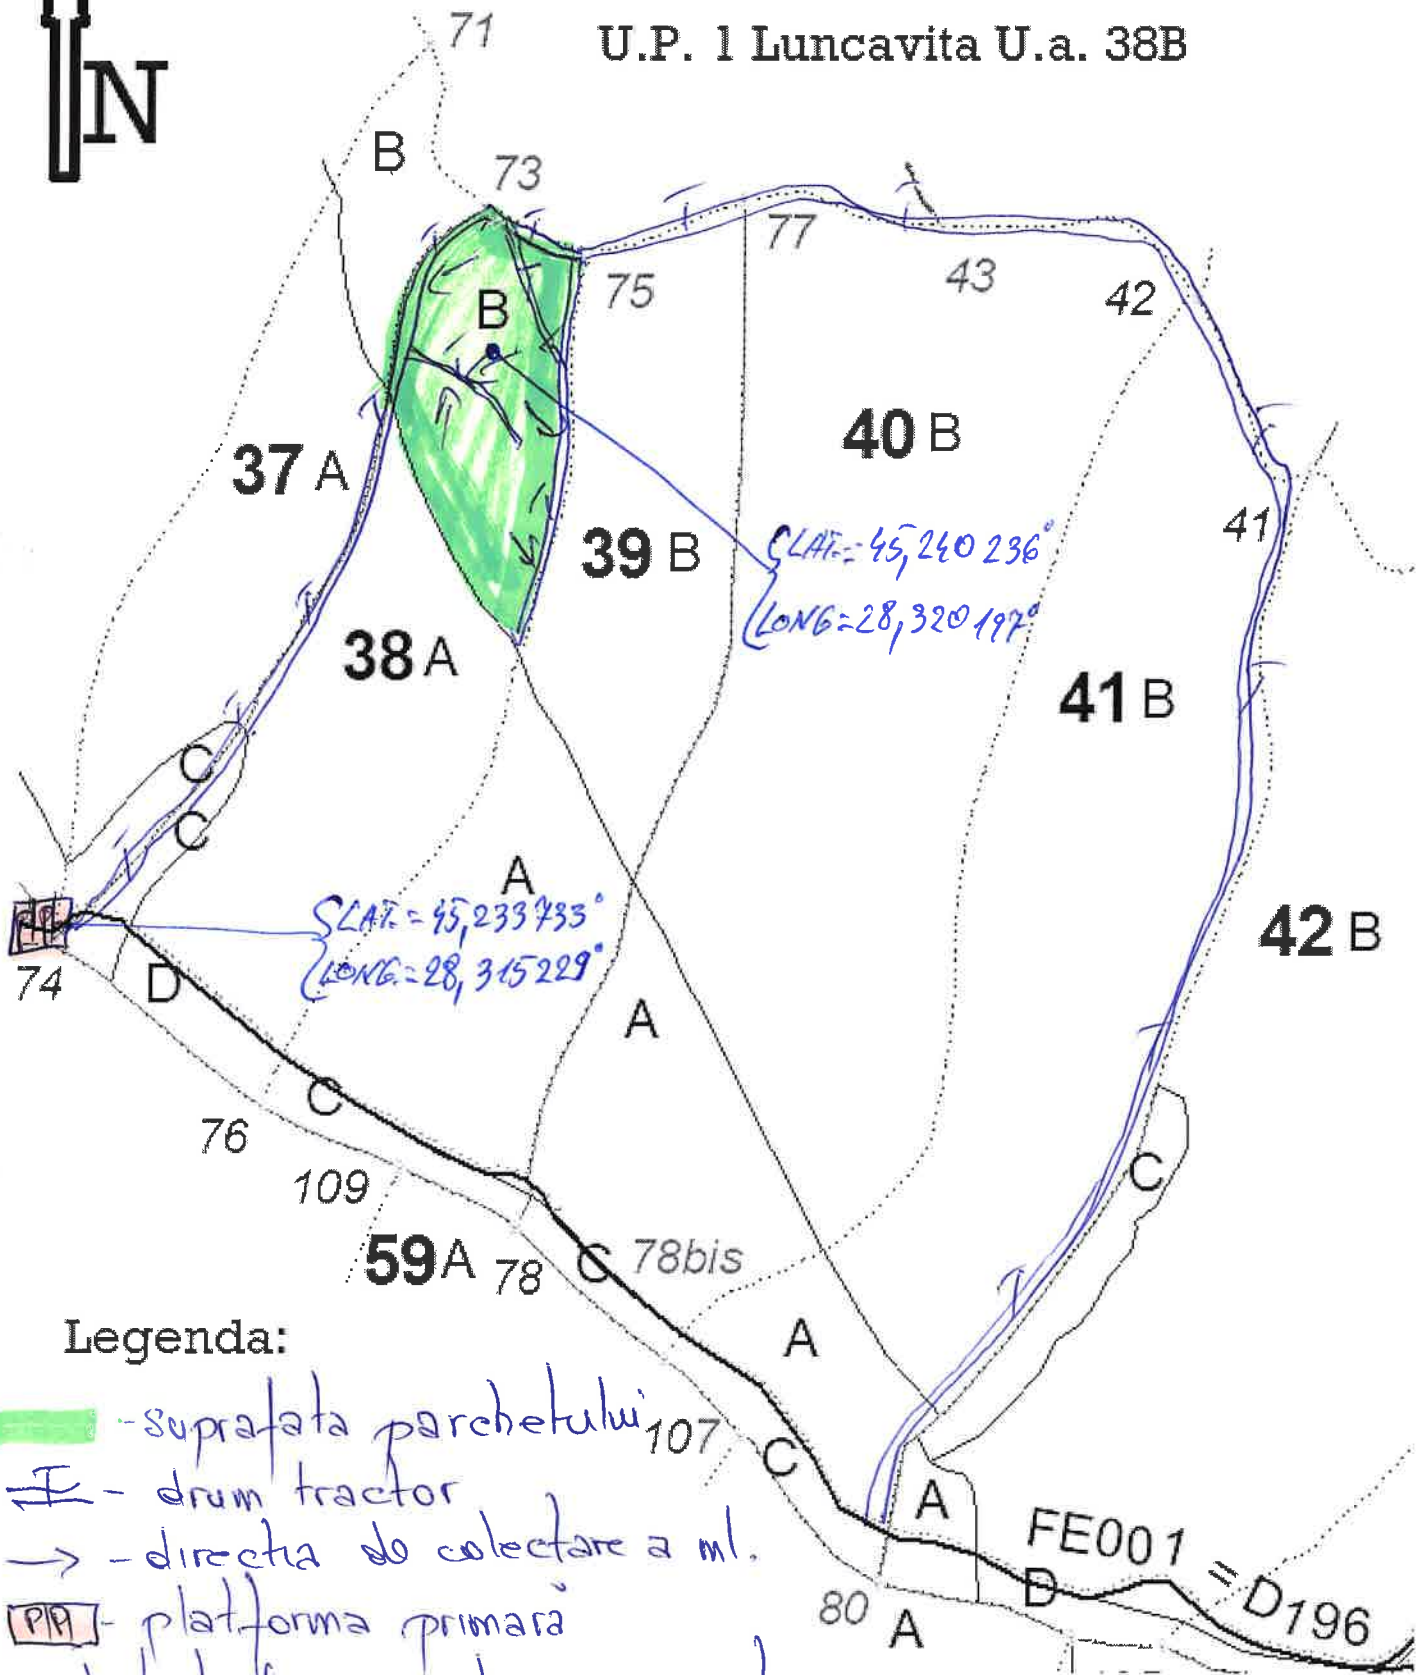 N
U.P. 1 Luncavita U.a. 38B
71
B
73
77
75
43
42
B
40 B
37 A
41
39 B
LAT.=45,240236°
LONG=28,320197°
38 A
41 B
C
C
A
LAT.=45,233733°
LONG.=28,315229°
42 B
PP
74
D
A
C
76
C
109
59 A
78
C
78bis
A
Legenda:
-suprafata parchetului
107
C
- drum tractor
A
- directia de colectare a ml.
FE001 = D196
D
PP - platforma primară
80
A